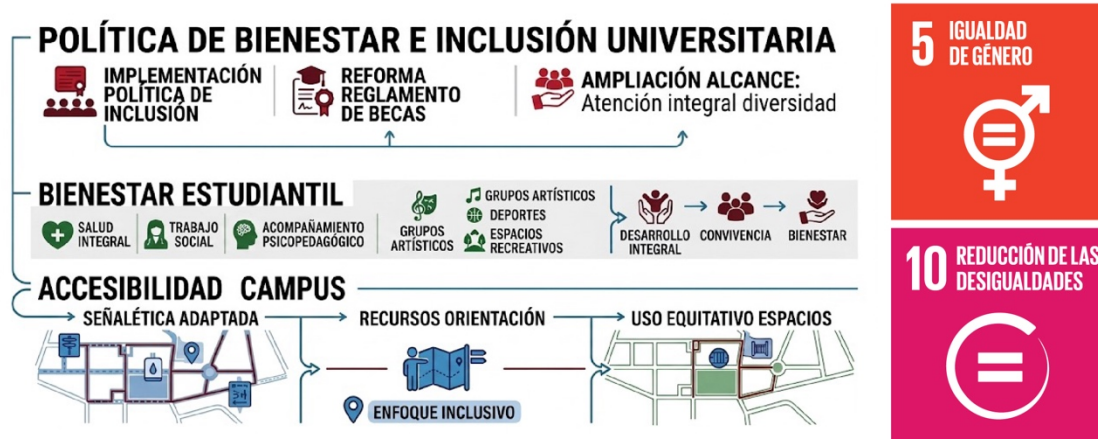 POLÍTICA DE BIENESTAR E INCLUSIÓN UNIVERSITARIA
IMPLEMENTACIÓN
POLÍTICA DE
INCLUSIÓN
REFORMA
REGLAMENTO
DE BECAS
AMPLIACIÓN ALCANCE:
Atención integral diversidad
BIENESTAR ESTUDIANTIL
SALUD
INTEGRAL
TRABAJO
SOCIAL
ACOMPAÑAMIENTO
PSICOPEDAGÓGICO
GRUPOS
ARTÍSTICOS
GRUPOS ARTÍSTICOS
DEPORTES
ESPACIOS
RECREATIVOS
DESARROLLO
INTEGRAL
CONVIVENCIA
BIENESTAR
ACCESIBILIDAD CAMPUS
SEÑALÉTICA ADAPTADA
RECURSOS ORIENTACIÓN
USO EQUITATIVO ESPACIOS
ENFOQUE INCLUSIVO
5 IGUALDAD
DE GÉNERO
10 REDUCCIÓN DE LAS
DESIGUALDADES